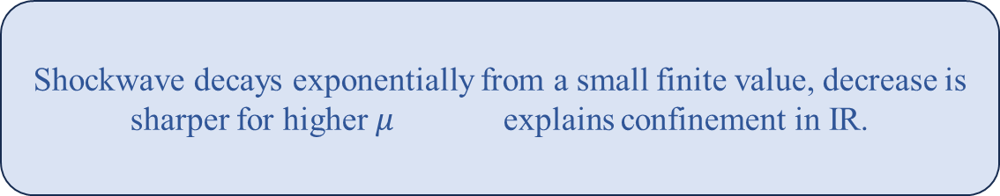 Shockwave decays exponentially from a small finite value, decrease is
sharper for higher μ explains confinement in IR.